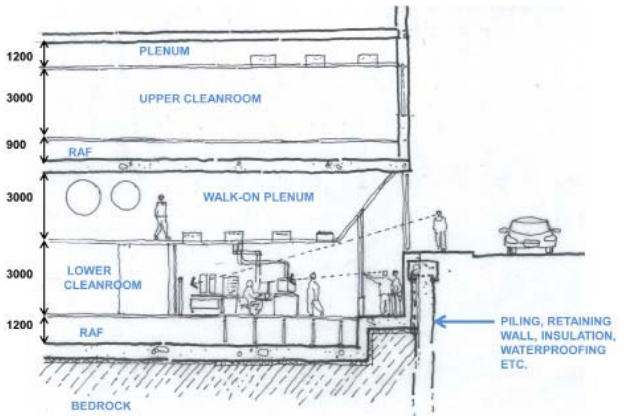 1200
PLENUM
3000
UPPER CLEANROOM
900
RAF
3000
WALK-ON PLENUM
3000
LOWER
CLEANROOM
1200
RAF
PILING, RETAINING
WALL, INSULATION,
WATERPROOFING
ETC.
BEDROCK